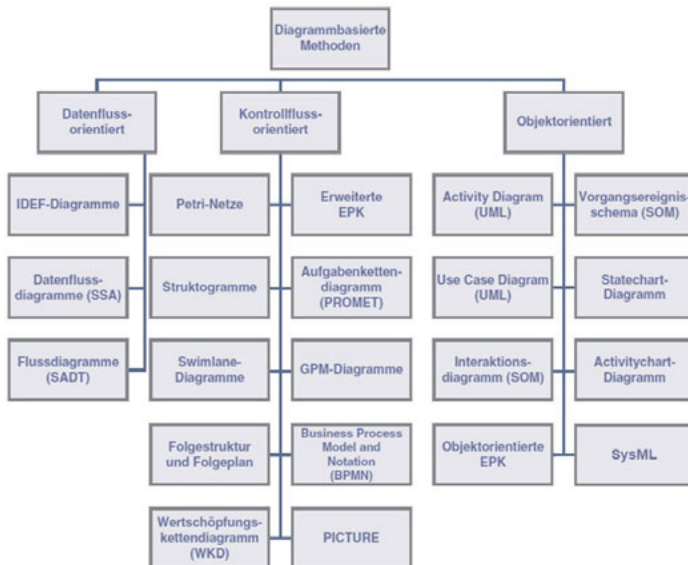 Diagrammbasierte
Methoden
Datenfluss-
orientiert
Kontrollfluss-
orientiert
Objektorientiert
IDEF-Diagramme
Petri-Netze
Erweiterte
EPK
Activity Diagram
(UML)
Vorgangsereignis-
schema (SOM)
Datenfluss-
diagramme (SSA)
Struktogramme
Aufgabenketten-
diagramm
(PROMET)
Use Case Diagram
(UML)
Statechart-
Diagramm
Flussdiagramme
(SADT)
Swimlane-
Diagramme
GPM-Diagramme
Interaktions-
diagramm (SOM)
Activitychart-
Diagramm
Folgestruktur
und Folgeplan
Business Process
Model and
Notation
(BPMN)
Objektorientierte
EPK
SysML
Wertschöpfungs-
kettendiagramm
(WKD)
PICTURE